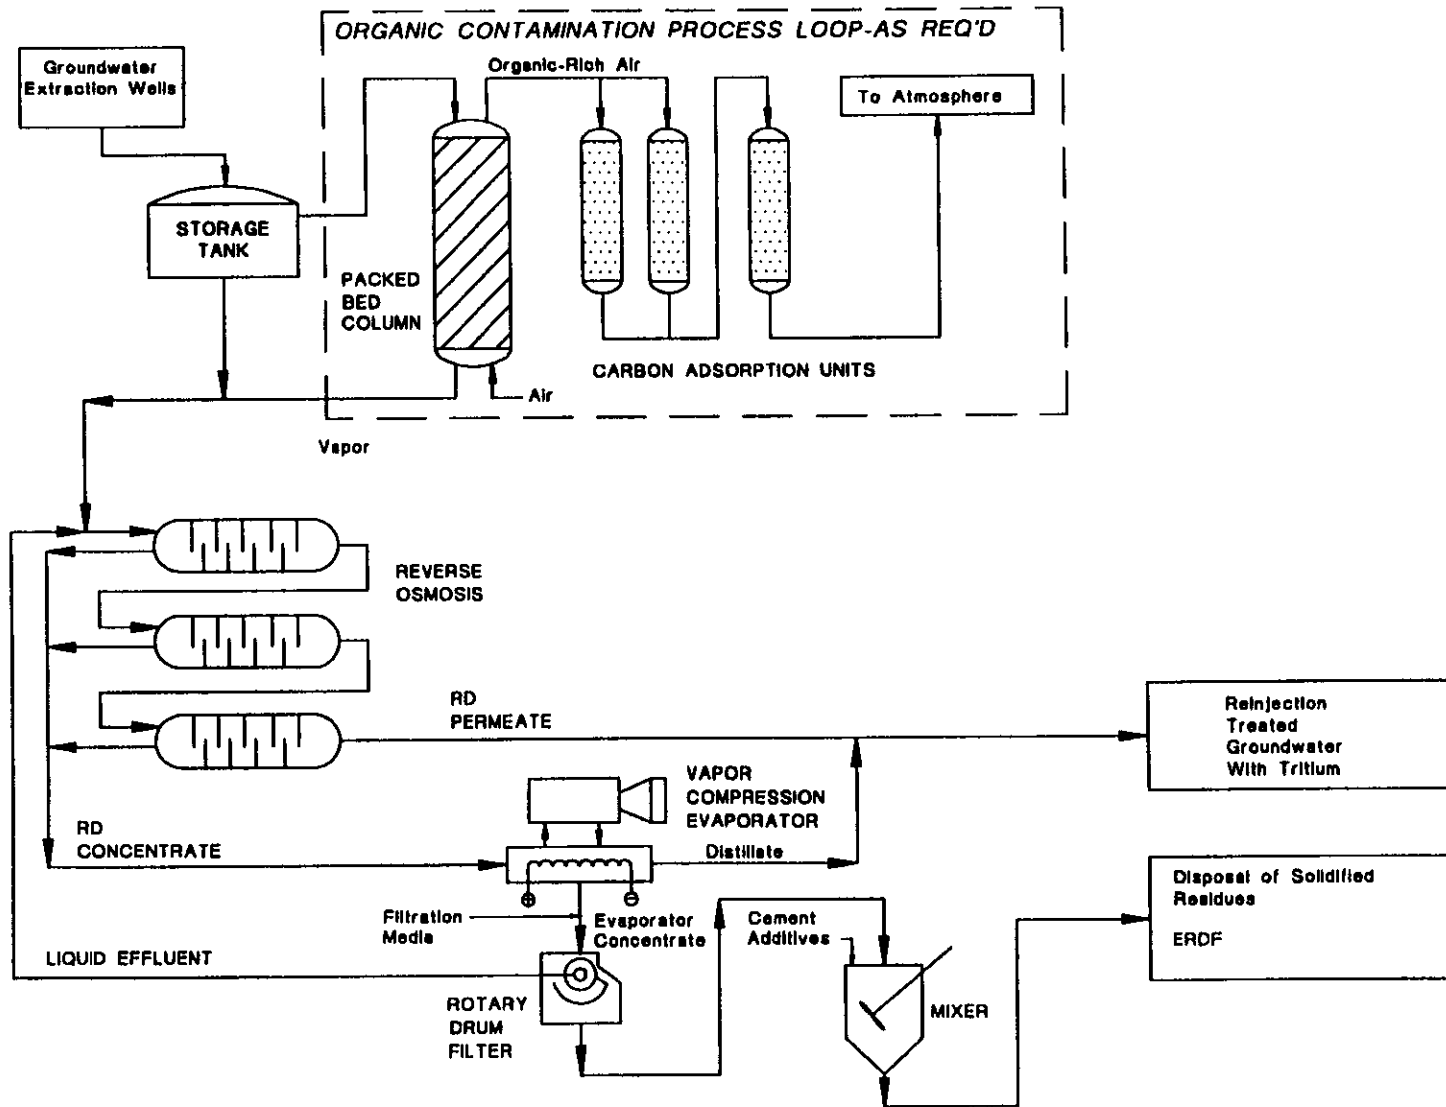 ORGANIC CONTAMINATION PROCESS LOOP-AS REQ'D
Groundwater
Extraction Wells
Organic-Rich Air
To Atmosphere
STORAGE
TANK
PACKED
BED
COLUMN
CARBON ADSORPTION UNITS
Air
Vapor
REVERSE
OSMOSIS
RD
PERMEATE
Reinjection
Treated
Groundwater
With Tritium
VAPOR
COMPRESSION
EVAPORATOR
RD
CONCENTRATE
Distillate
Disposal of Solidified
Residues
ERDF
Filtration
Media
Evaporator
Concentrate
Cement
Additives
LIQUID EFFLUENT
ROTARY
DRUM
FILTER
MIXER